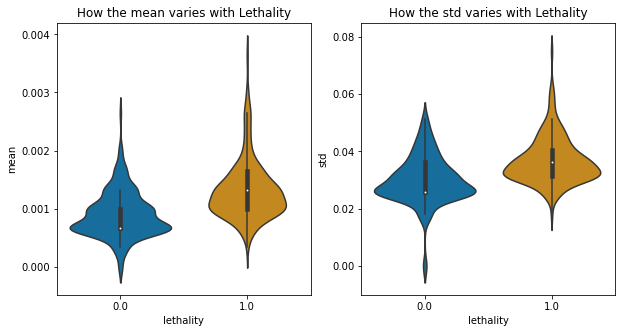 How the mean varies with Lethality
0.004
0.003
0.002
0.001
0.000
mean
0.0
1.0
lethality
How the std varies with Lethality
0.08
0.06
0.04
0.02
0.00
std
0.0
1.0
lethality